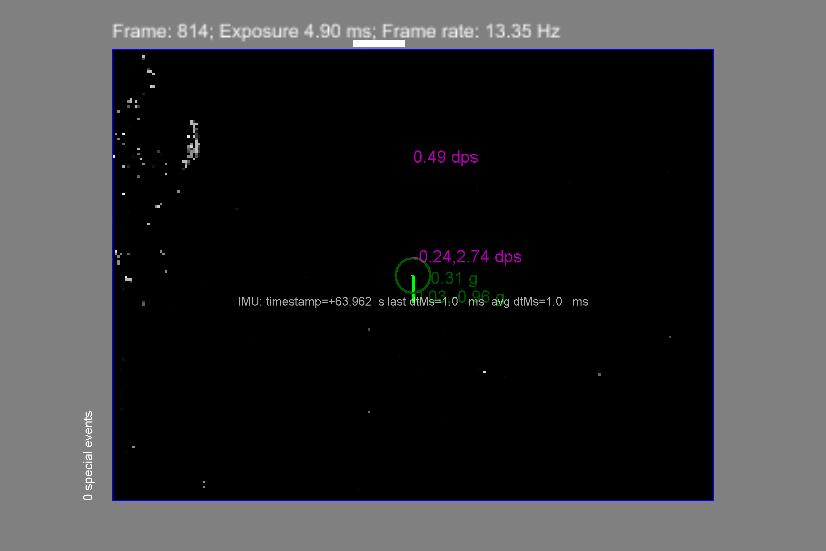 Frame: 814; Exposure 4.90 ms; Frame rate: 13.35 Hz
0.49 dps
-0.24,2.74 dps
0.31 g
IMU: timestamp=+63.962 s last dtMs=1.0 ms avg dtMs=1.0 ms
0 special events